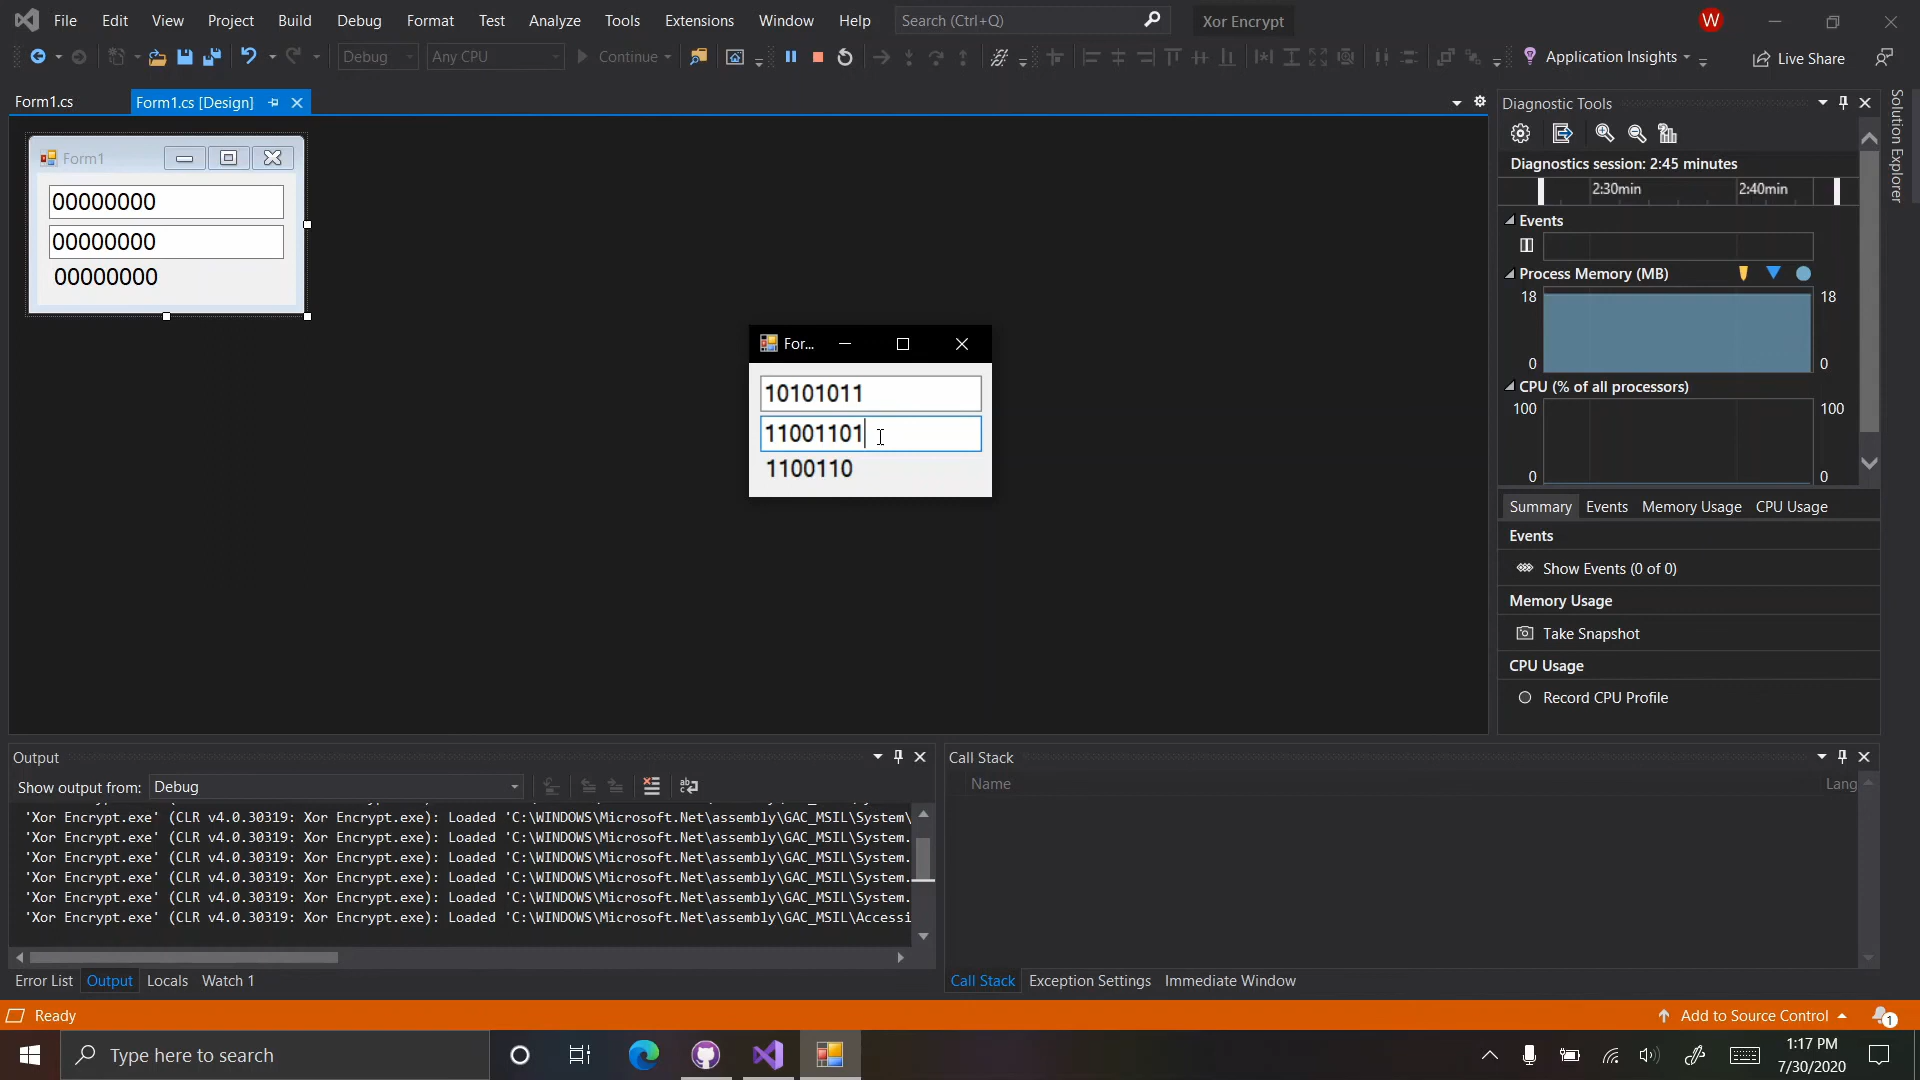 File Edit View Project Build Debug Format Test Analyze Tools Extensions Window Help Search (Ctrl+Q) Xor Encrypt W
Debug Any CPU Continue Application Insights Live Share
Form1.cs Form1.cs [Design]
Form1
00000000
00000000
00000000
For...
10101011
11001101
1100110
Diagnostic Tools
Diagnostics session: 2:45 minutes
2:30min 2:40min
Events
Process Memory (MB)
18 18
0 0
CPU (% of all processors)
100 100
0 0
Summary Events Memory Usage CPU Usage
Events
Show Events (0 of 0)
Memory Usage
Take Snapshot
CPU Usage
Record CPU Profile
Solution Explorer
Output
Show output from: Debug
'Xor Encrypt.exe' (CLR v4.0.30319: Xor Encrypt.exe): Loaded 'C:\WINDOWS\Microsoft.Net\assembly\GAC_MSIL\System\
'Xor Encrypt.exe' (CLR v4.0.30319: Xor Encrypt.exe): Loaded 'C:\WINDOWS\Microsoft.Net\assembly\GAC_MSIL\System.
'Xor Encrypt.exe' (CLR v4.0.30319: Xor Encrypt.exe): Loaded 'C:\WINDOWS\Microsoft.Net\assembly\GAC_MSIL\System.
'Xor Encrypt.exe' (CLR v4.0.30319: Xor Encrypt.exe): Loaded 'C:\WINDOWS\Microsoft.Net\assembly\GAC_MSIL\System.
'Xor Encrypt.exe' (CLR v4.0.30319: Xor Encrypt.exe): Loaded 'C:\WINDOWS\Microsoft.Net\assembly\GAC_MSIL\System.
'Xor Encrypt.exe' (CLR v4.0.30319: Xor Encrypt.exe): Loaded 'C:\WINDOWS\Microsoft.Net\assembly\GAC_MSIL\Accessi
Error List Output Locals Watch 1
Call Stack
Name Lang
Call Stack Exception Settings Immediate Window
Ready Add to Source Control 1
Type here to search
1:17 PM
7/30/2020